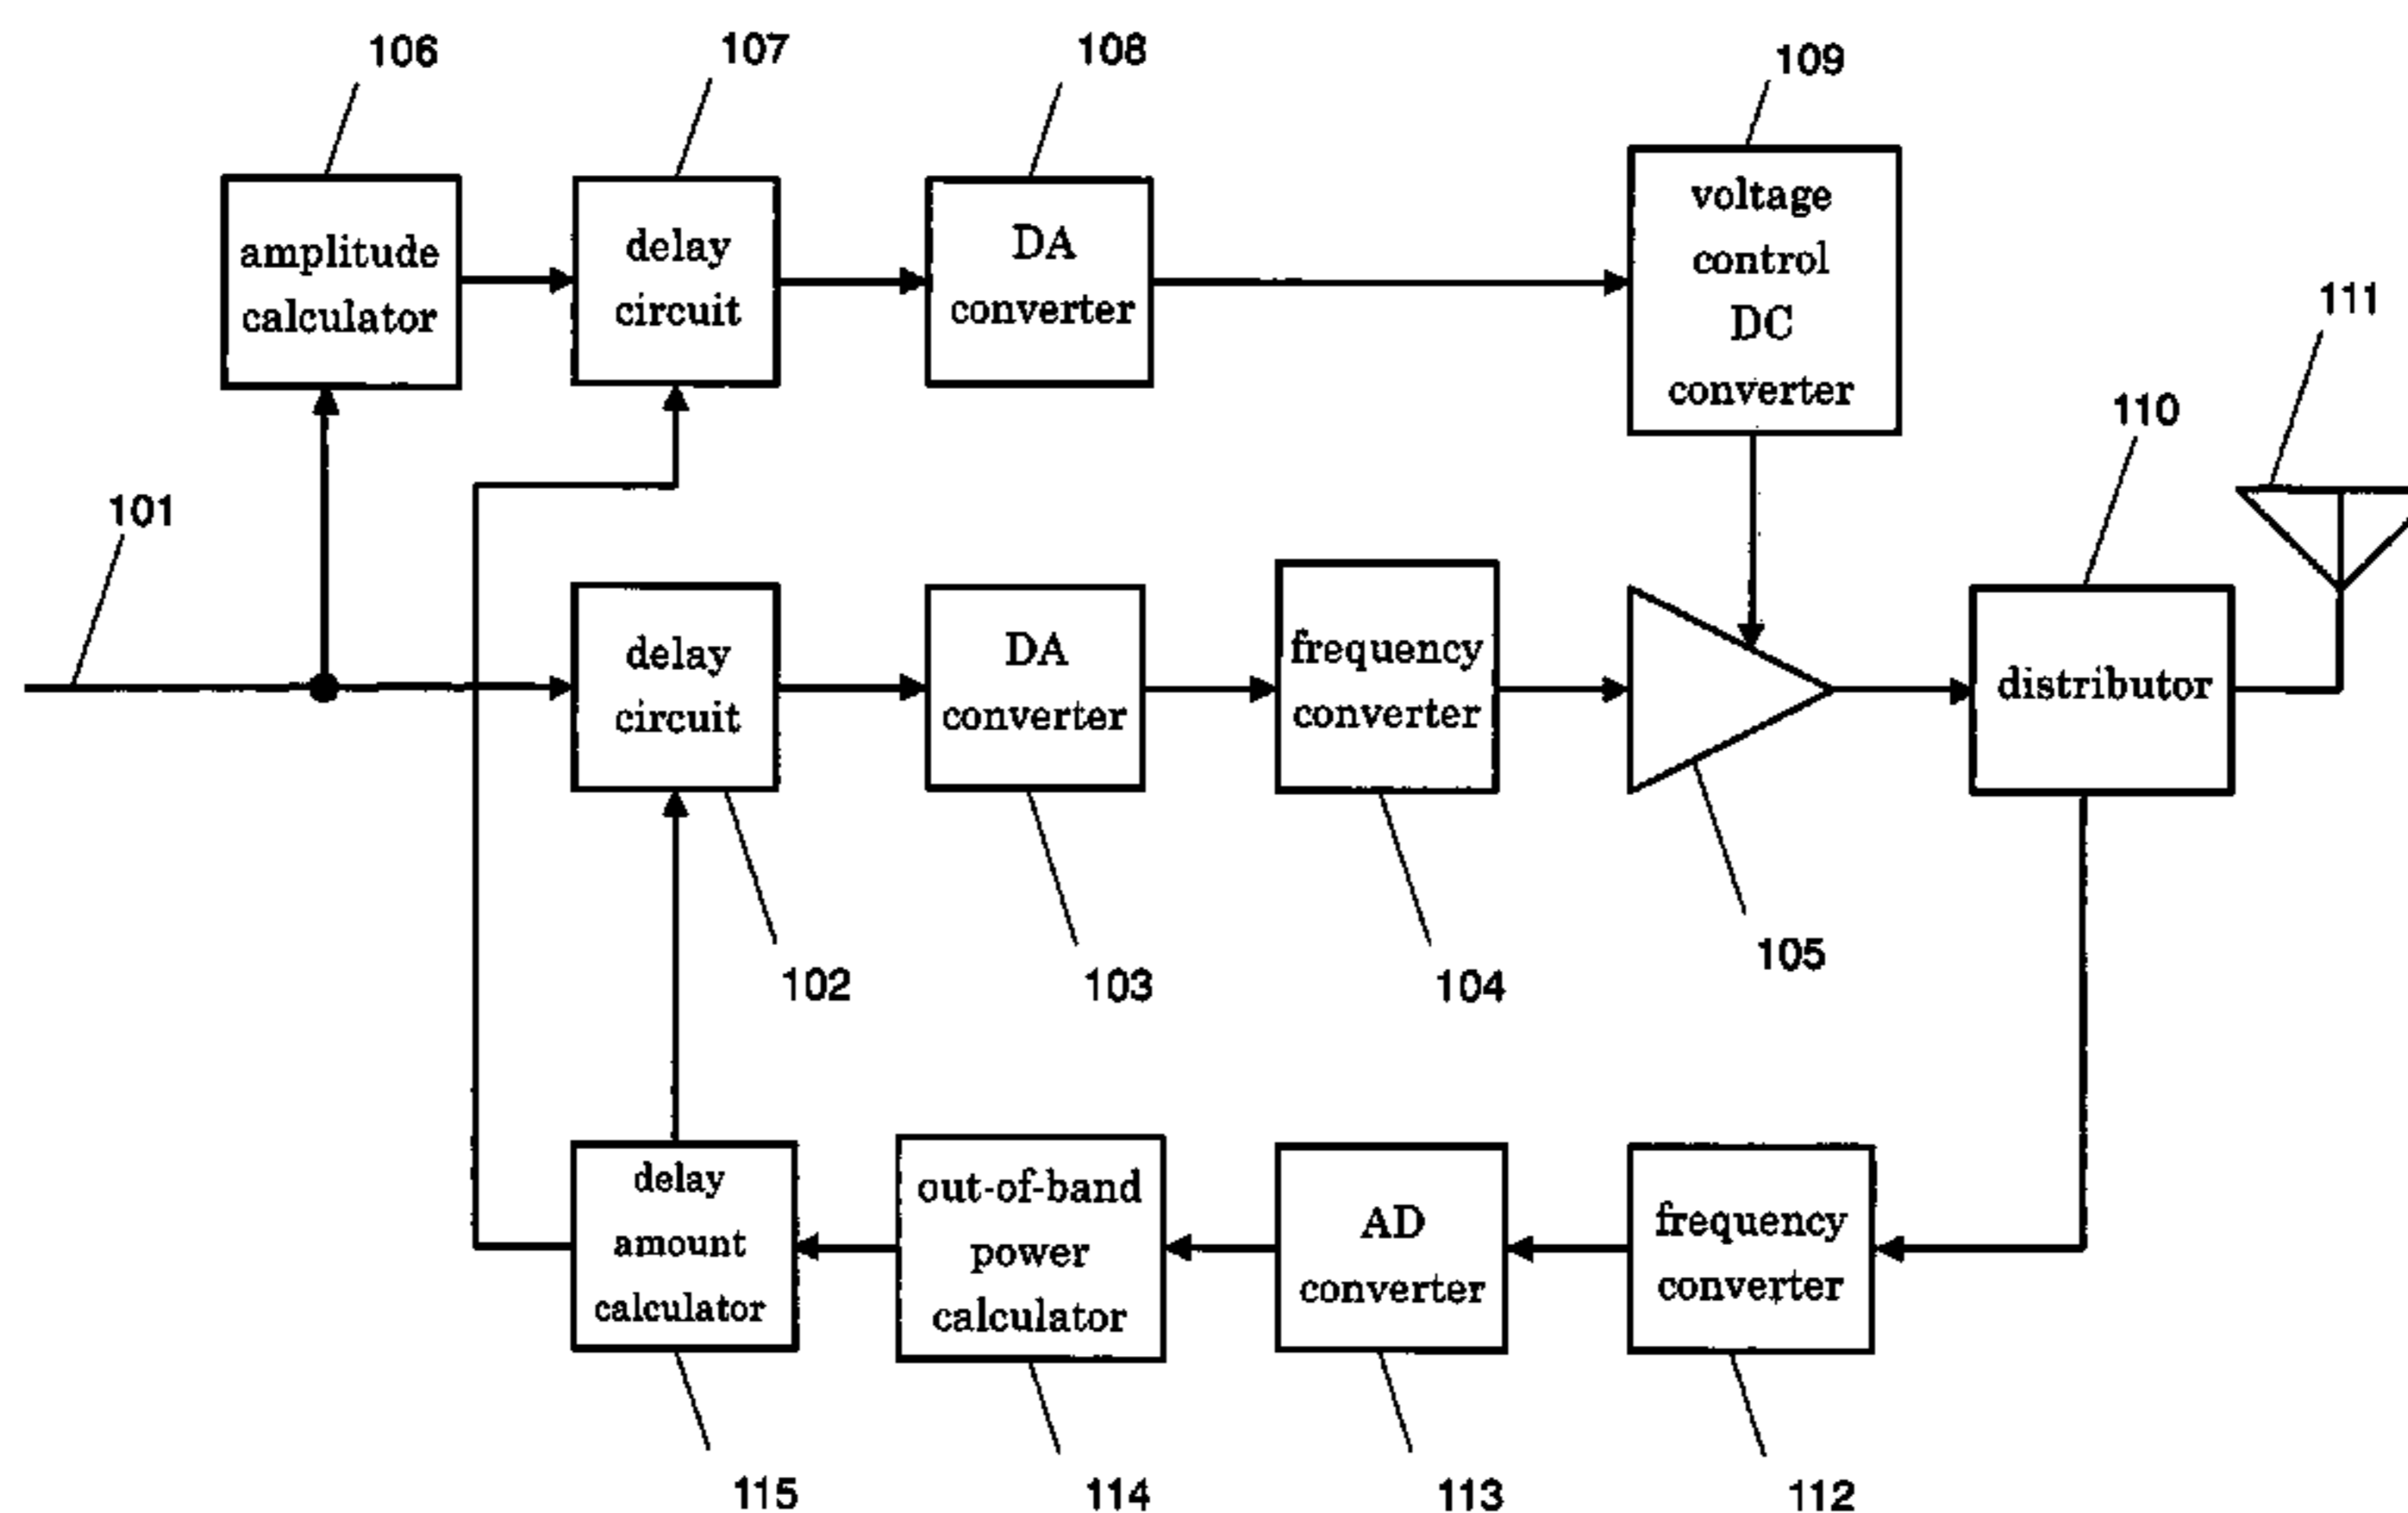 106
107
108
109
amplitude
calculator
delay
circuit
DA
converter
voltage
control
DC
converter
111
110
101
delay
circuit
DA
converter
frequency
converter
distributor
102
103
104
105
delay
amount
calculator
out-of-band
power
calculator
AD
converter
frequency
converter
115
114
113
112